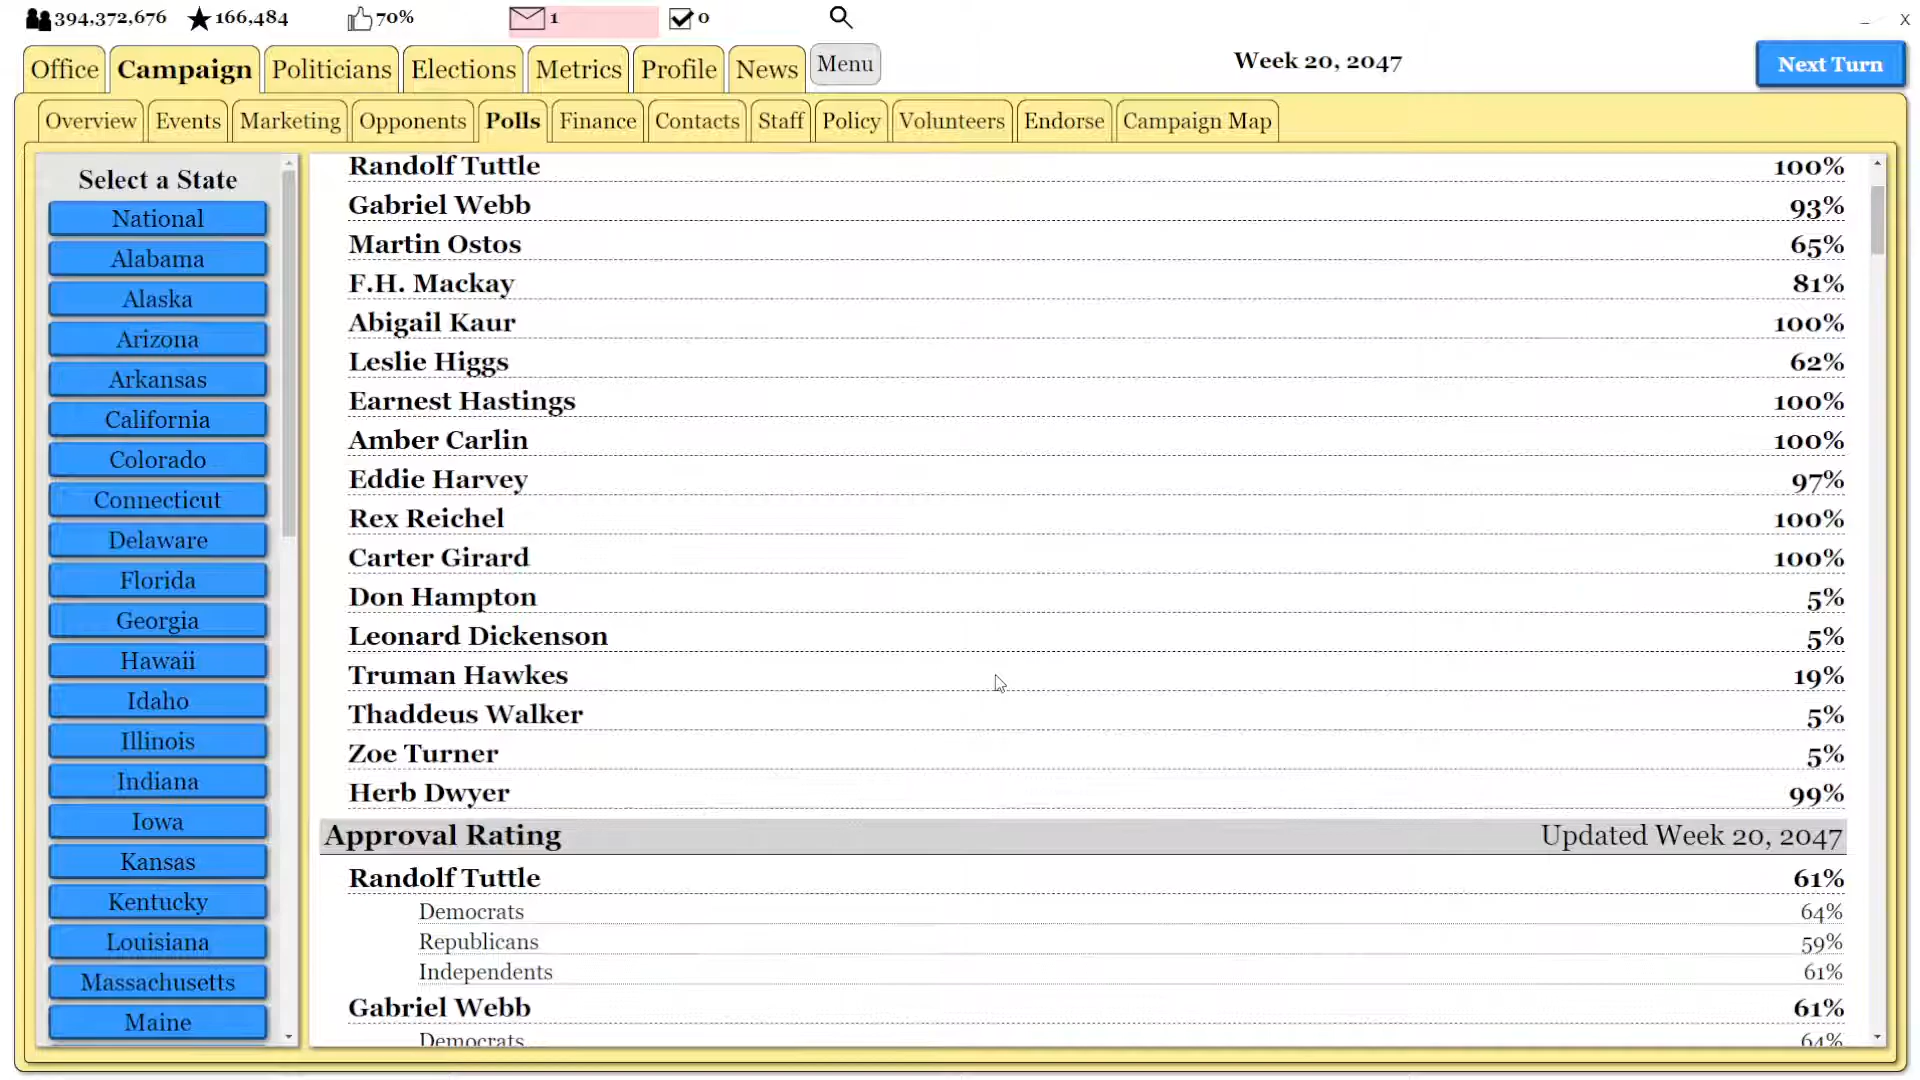 394,372,676 166,484 70% 1 0 X
Office Campaign Politicians Elections Metrics Profile News Menu Week 20, 2047 Next Turn
Overview Events Marketing Opponents Polls Finance Contacts Staff Policy Volunteers Endorse Campaign Map
Select a State
National
Alabama
Alaska
Arizona
Arkansas
California
Colorado
Connecticut
Delaware
Florida
Georgia
Hawaii
Idaho
Illinois
Indiana
Iowa
Kansas
Kentucky
Louisiana
Massachusetts
Maine
Randolf Tuttle 100%
Gabriel Webb 93%
Martin Ostos 65%
F.H. Mackay 81%
Abigail Kaur 100%
Leslie Higgs 62%
Earnest Hastings 100%
Amber Carlin 100%
Eddie Harvey 97%
Rex Reichel 100%
Carter Girard 100%
Don Hampton 5%
Leonard Dickenson 5%
Truman Hawkes 19%
Thaddeus Walker 5%
Zoe Turner 5%
Herb Dwyer 99%
Approval Rating Updated Week 20, 2047
Randolf Tuttle 61%
Democrats 64%
Republicans 59%
Independents 61%
Gabriel Webb 61%
Democrats 64%